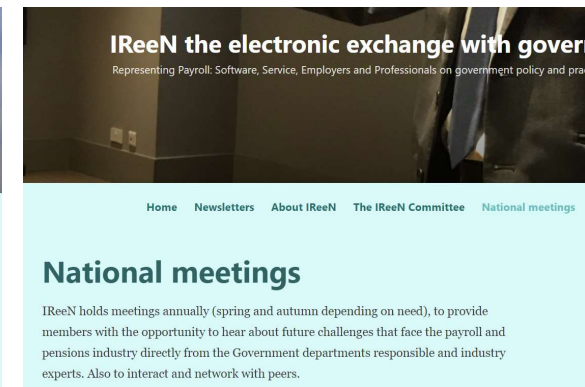 IReeN the electronic exchange with gover
Representing Payroll: Software, Service, Employers and Professionals on government policy and pra
Home Newsletters About IReeN The IReeN Committee National meetings
National meetings
IReeN holds meetings annually (spring and autumn depending on need), to provide
members with the opportunity to hear about future challenges that face the payroll and
pensions industry directly from the Government departments responsible and industry
experts. Also to interact and network with peers.